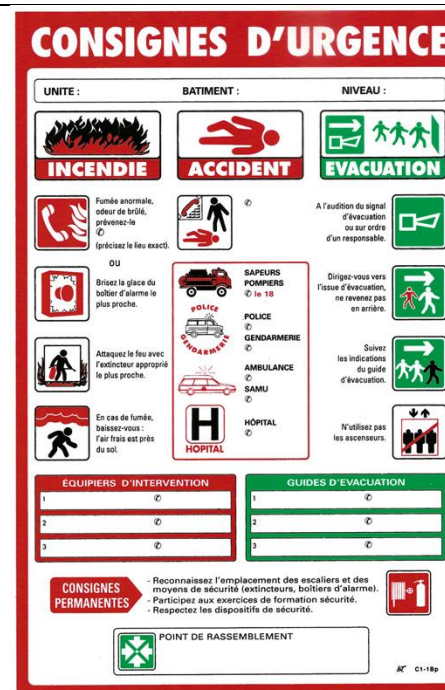 CONSIGNES D'URGENCE
UNITE :
BATIMENT :
NIVEAU :
INCENDIE
ACCIDENT
EVACUATION
Fumée anormale,
odeur de brûlé,
prévenez-le
✆
(précisez le lieu exact).
OU
Brisez la glace du
boîtier d'alarme le
plus proche.
Attaquez le feu avec
l'extincteur approprié
le plus proche.
En cas de fumée,
baissez-vous :
l'air frais est près
du sol.
✆
SAPEURS
POMPIERS
✆ le 18
POLICE
GENDARMERIE
POLICE
✆
GENDARMERIE
✆
AMBULANCE
✆
SAMU
✆
H
HOPITAL
HÔPITAL
✆
A l'audition du signal
d'évacuation
ou sur ordre
d'un responsable.
Dirigez-vous vers
l'issue d'évacuation,
ne revenez pas
en arrière.
Suivez
les indications
du guide
d'évacuation.
N'utilisez pas
les ascenseurs.
ÉQUIPIERS D'INTERVENTION
1 ✆
2 ✆
3 ✆
GUIDES D'EVACUATION
1 ✆
2 ✆
3 ✆
CONSIGNES
PERMANENTES
- Reconnaissez l'emplacement des escaliers et des
moyens de sécurité (extincteurs, boîtiers d'alarme).
- Participez aux exercices de formation sécurité.
- Respectez les dispositifs de sécurité.
POINT DE RASSEMBLEMENT
C1-1Bp